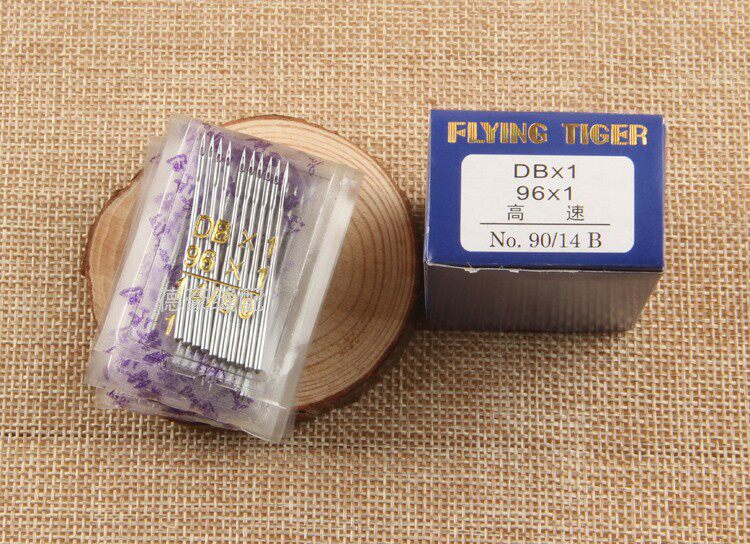 FLYING TIGER
DB×1
96×1
高 速
No. 90/14 B
DB × 1
96 × 1